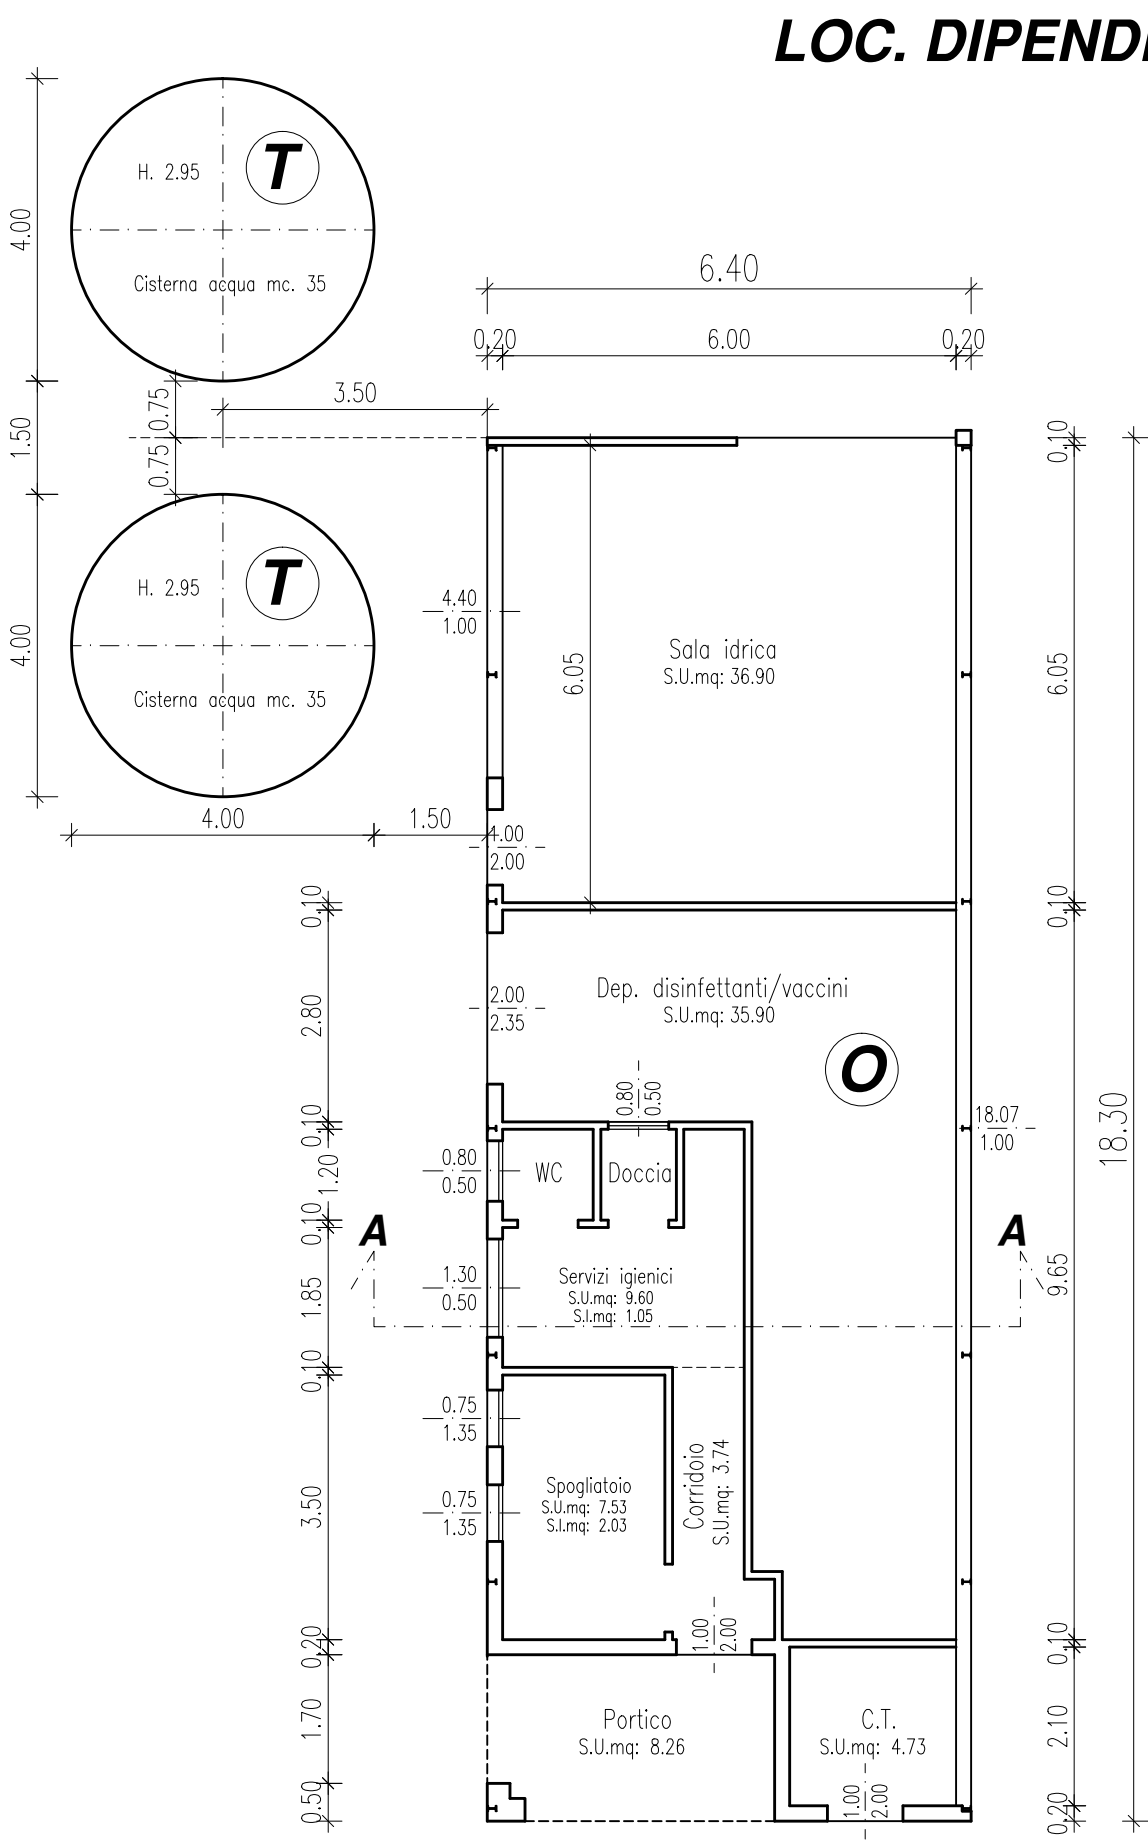 LOC. DIPENDE
H. 2.95
T
Cisterna acqua mc. 35
4.00
6.40
0.20
6.00
0.20
3.50
0.75
1.50
0.75
0.10
H. 2.95
T
Cisterna acqua mc. 35
4.00
4.40
1.00
6.05
Sala idrica
S.U.mq: 36.90
6.05
4.00
1.50
1.00
2.00
0.10
0.10
2.80
2.00
2.35
Dep. disinfettanti/vaccini
S.U.mq: 35.90
O
0.80
0.50
18.07
1.00
18.30
0.10
1.20
0.80
0.50
WC
Doccia
0.10
A
A
1.85
1.30
0.50
Servizi igienici
S.U.mq: 9.60
S.I.mq: 1.05
9.65
0.10
0.75
1.35
3.50
0.75
1.35
Spogliatoio
S.U.mq: 7.53
S.I.mq: 2.03
Corridoio
S.U.mq: 3.74
0.20
1.00
2.00
0.10
1.70
Portico
S.U.mq: 8.26
C.T.
S.U.mq: 4.73
2.10
0.50
1.00
2.00
0.20